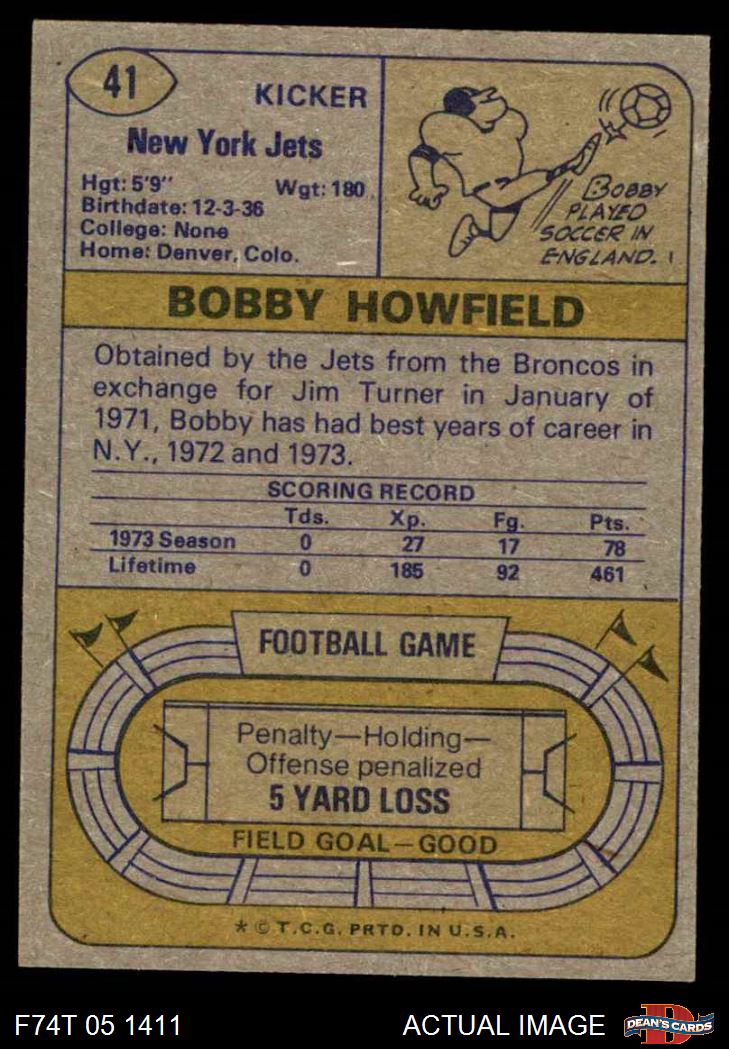 41
KICKER
New York Jets
Hgt: 5'9" Wgt: 180
Birthdate: 12-3-36
College: None
Home: Denver, Colo.
BOBBY
PLAYED
SOCCER IN
ENGLAND.
BOBBY HOWFIELD
Obtained by the Jets from the Broncos in
exchange for Jim Turner in January of
1971, Bobby has had best years of career in
N.Y., 1972 and 1973.
SCORING RECORD
Tds. Xp. Fg. Pts.
1973 Season 0 27 17 78
Lifetime 0 185 92 461
FOOTBALL GAME
Penalty—Holding—
Offense penalized
5 YARD LOSS
FIELD GOAL—GOOD
* © T.C.G. PRTD. IN U.S.A.
F74T 05 1411 ACTUAL IMAGE
D
DEAN'S CARDS